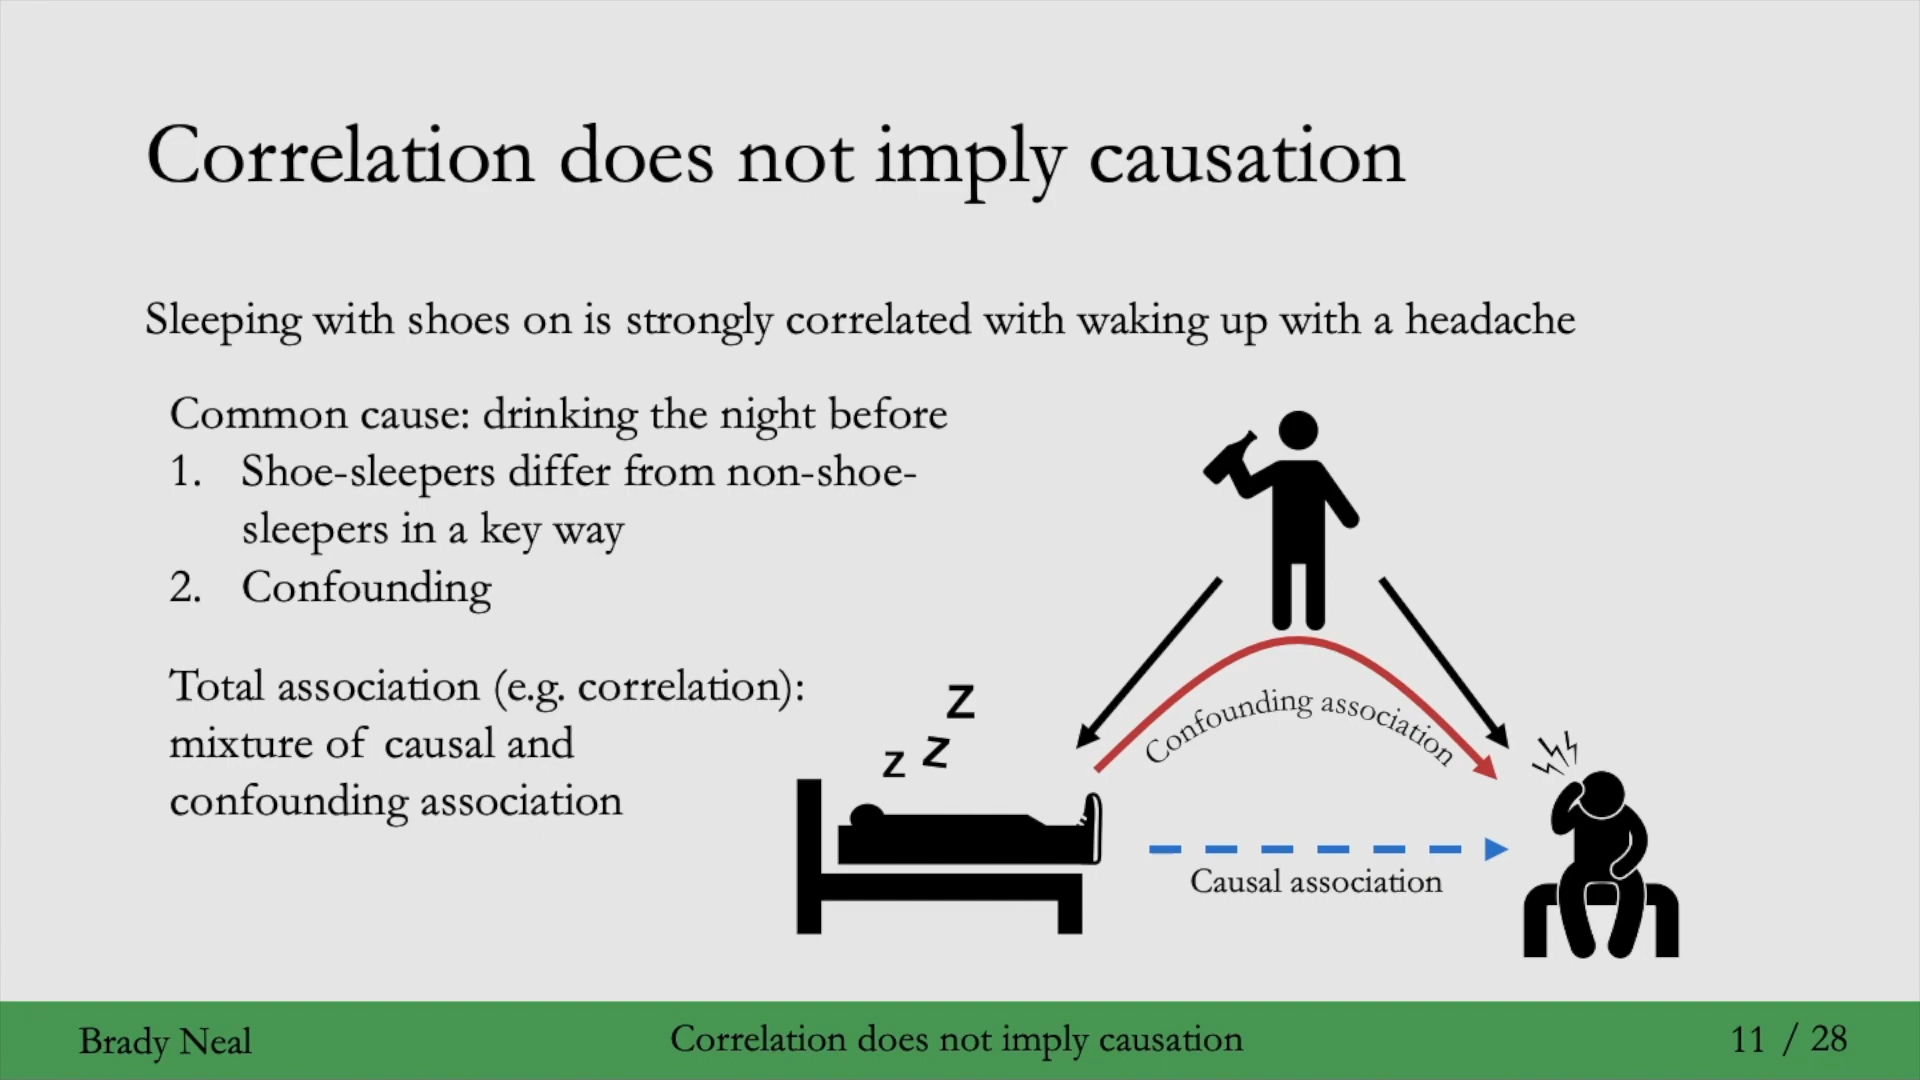 Correlation does not imply causation
Sleeping with shoes on is strongly correlated with waking up with a headache
Common cause: drinking the night before
1. Shoe-sleepers differ from non-shoe-
sleepers in a key way
2. Confounding
Total association (e.g. correlation):
mixture of causal and
confounding association
z z z
Confounding association
Causal association
Brady Neal
Correlation does not imply causation
11 / 28